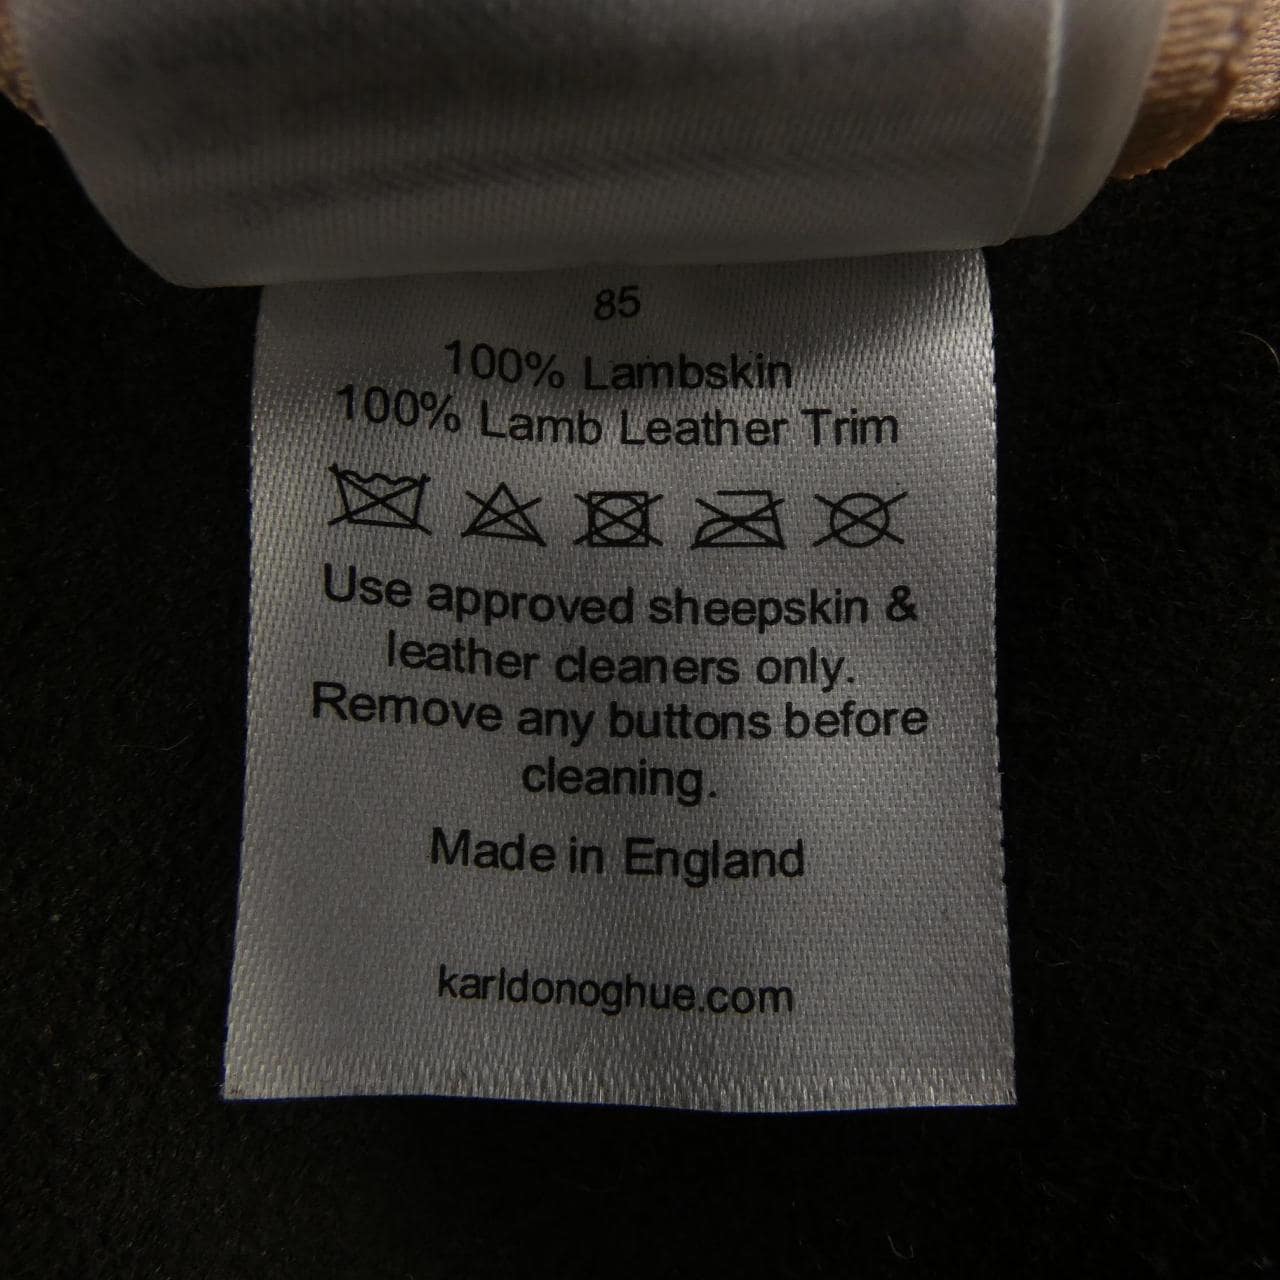 85
100% Lambskin
100% Lamb Leather Trim
Use approved sheepskin &
leather cleaners only.
Remove any buttons before
cleaning.
Made in England
karldonoghue.com